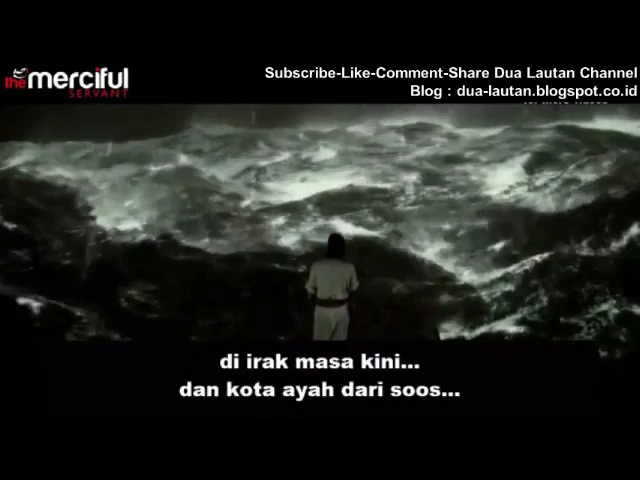 the merciful
SERVANT
Subscribe-Like-Comment-Share Dua Lautan Channel
Blog : dua-lautan.blogspot.co.id
di irak masa kini...
dan kota ayah dari soos...